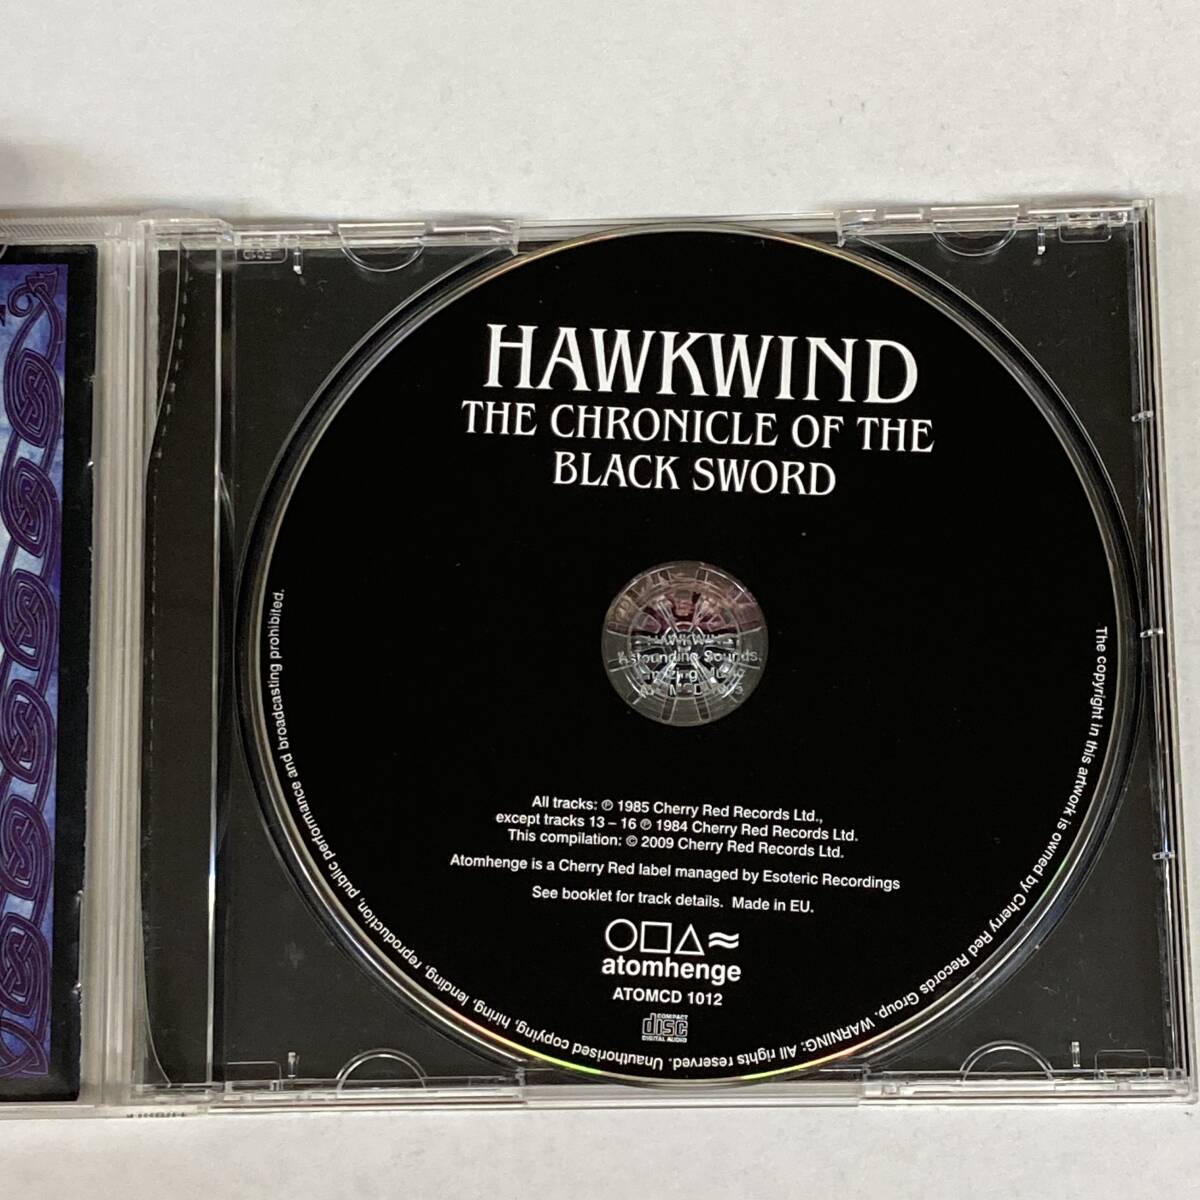 HAWKWIND
THE CHRONICLE OF THE
BLACK SWORD
HAWKWIND
Astounding Sounds,
All tracks: ℗ 1985 Cherry Red Records Ltd.,
except tracks 13 – 16 ℗ 1984 Cherry Red Records Ltd.
This compilation: © 2009 Cherry Red Records Ltd.
Atomhenge is a Cherry Red label managed by Esoteric Recordings
See booklet for track details. Made in EU.
atomhenge
ATOMCD 1012
COMPACT
disc
DIGITAL AUDIO
The copyright in this artwork is owned by Cherry Red Records Group. WARNING: All rights reserved. Unauthorised copying, hiring, lending, reproduction, public performance and broadcasting prohibited.